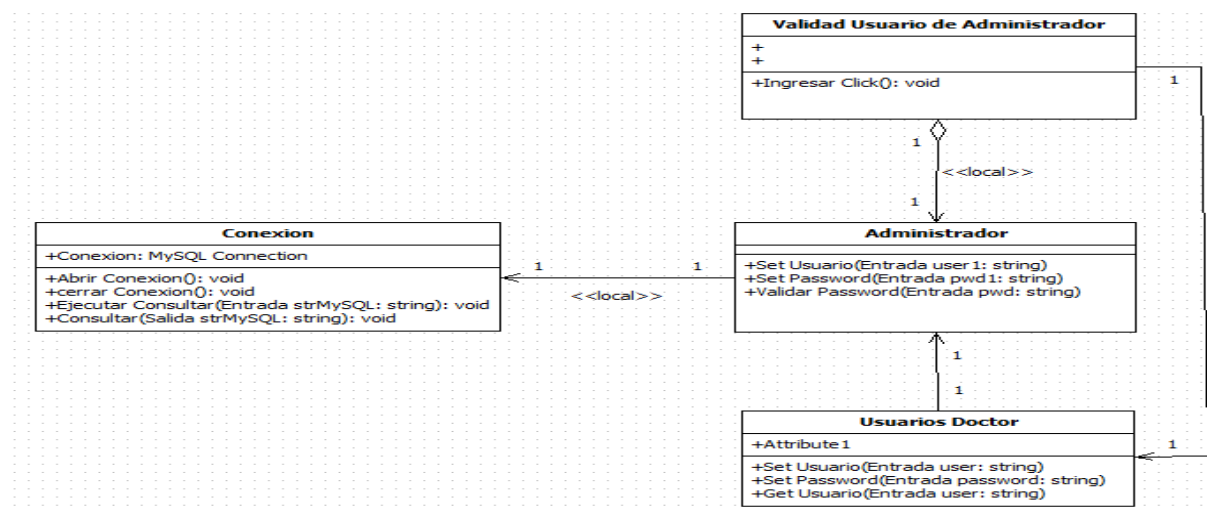 Validad Usuario de Administrador
+
+
+Ingresar Click(): void
1
1
<<local>>
1
Conexion
+Conexion: MySQL Connection
+Abrir Conexion(): void
+cerrar Conexion(): void
+Ejecutar Consultar(Entrada strMySQL: string): void
+Consultar(Salida strMySQL: string): void
1
1
<<local>>
Administrador
+Set Usuario(Entrada user1: string)
+Set Password(Entrada pwd1: string)
+Validar Password(Entrada pwd: string)
1
1
Usuarios Doctor
+Attribute1
+Set Usuario(Entrada user: string)
+Set Password(Entrada password: string)
+Get Usuario(Entrada user: string)
1